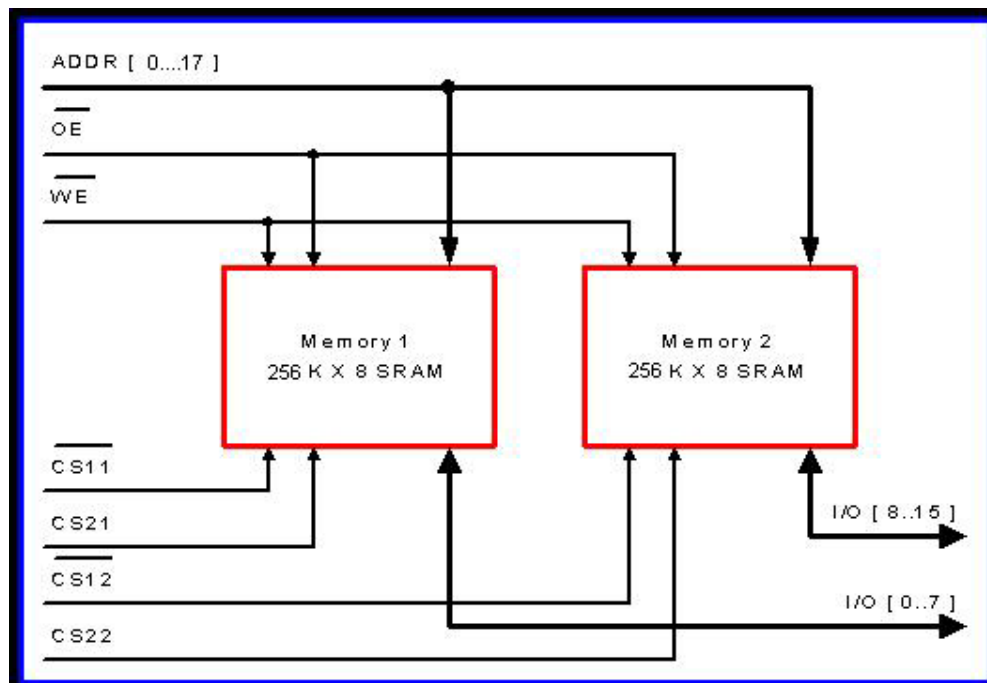 ADDR [ 0....17 ]
OE
WE
Memory 1
256 K X 8 SRAM
Memory 2
256 K X 8 SRAM
CS11
CS21
CS12
CS22
I/O [ 8..15 ]
I/O [ 0..7 ]